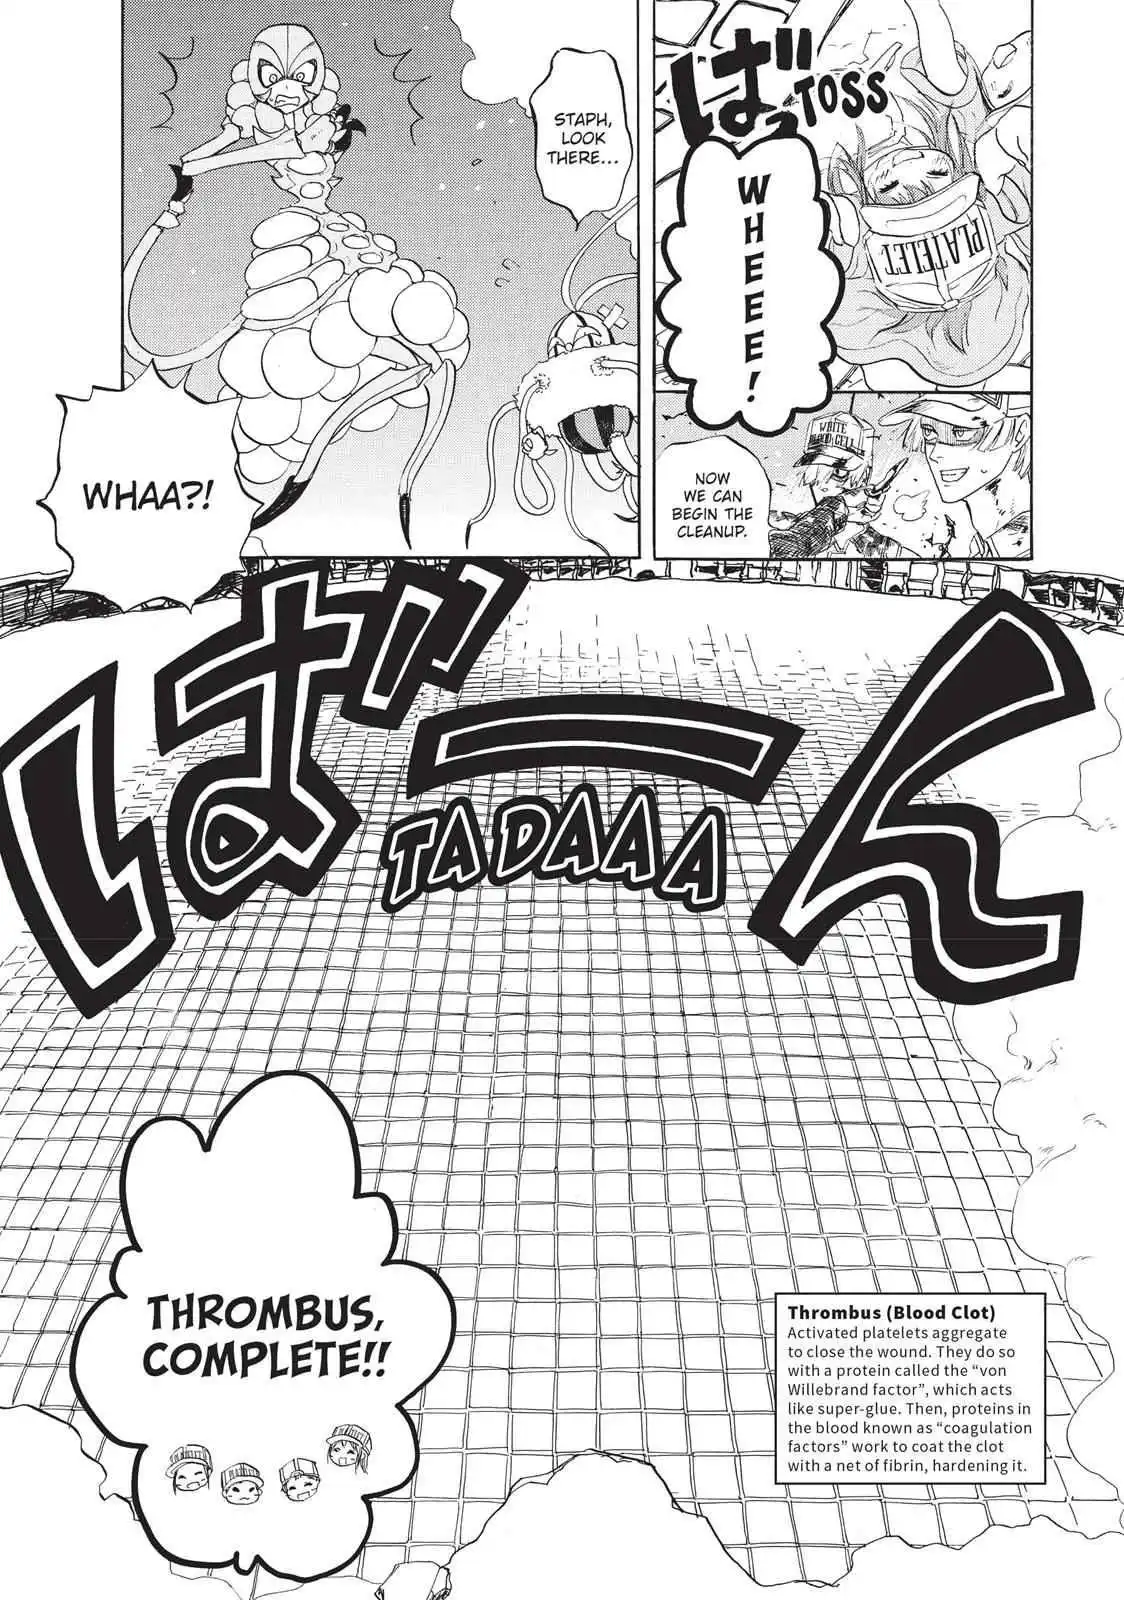 ばっ
TOSS
PLATELET
WHEEEE!
WHITE
BLOOD CELL
NOW
WE CAN
BEGIN THE
CLEANUP.
STAPH,
LOOK
THERE...
WHAA?!
ばーん
TADAAA
THROMBUS,
COMPLETE!!
Thrombus (Blood Clot)
Activated platelets aggregate
to close the wound. They do so
with a protein called the “von
Willebrand factor”, which acts
like super-glue. Then, proteins in
the blood known as “coagulation
factors” work to coat the clot
with a net of fibrin, hardening it.